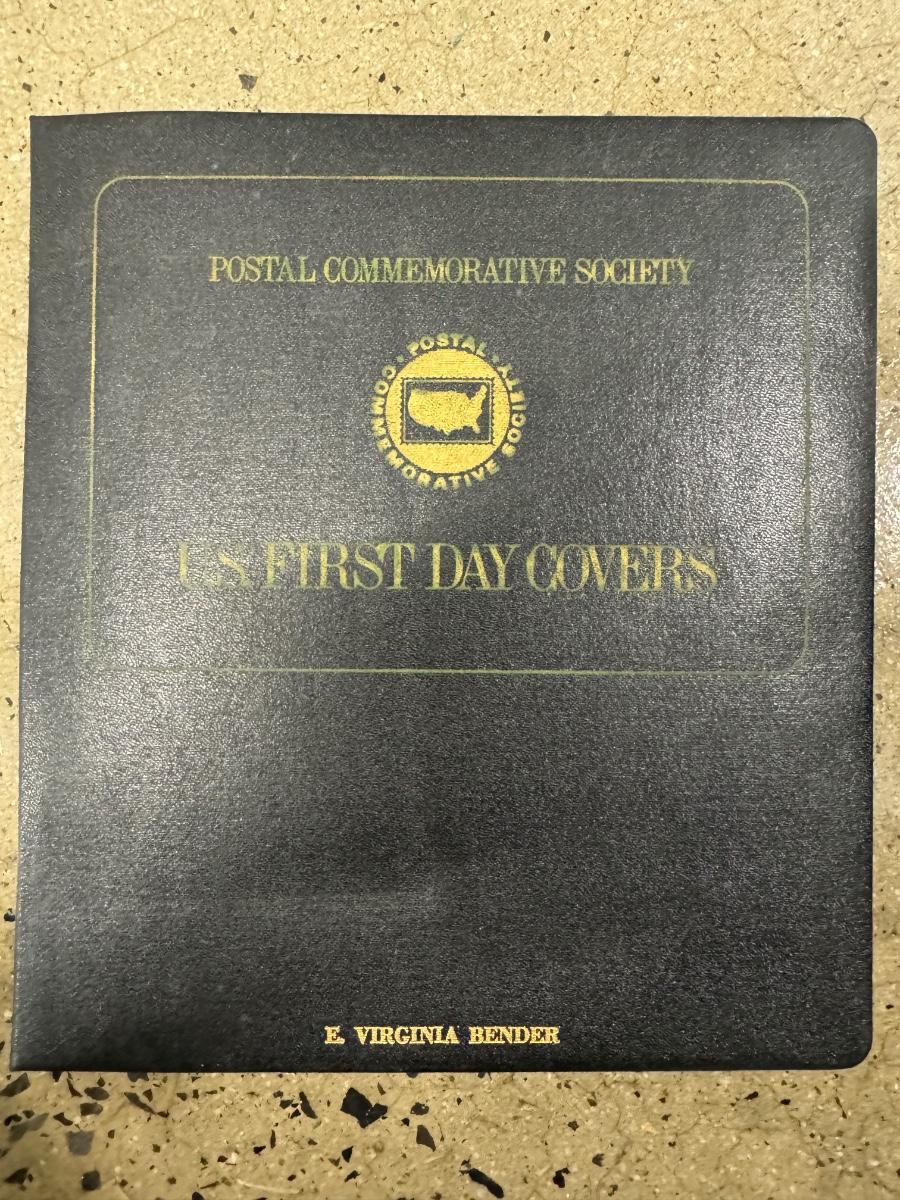 POSTAL COMMEMORATIVE SOCIETY
· POSTAL · COMMEMORATIVE SOCIETY
U.S. FIRST DAY COVERS
E. VIRGINIA BENDER